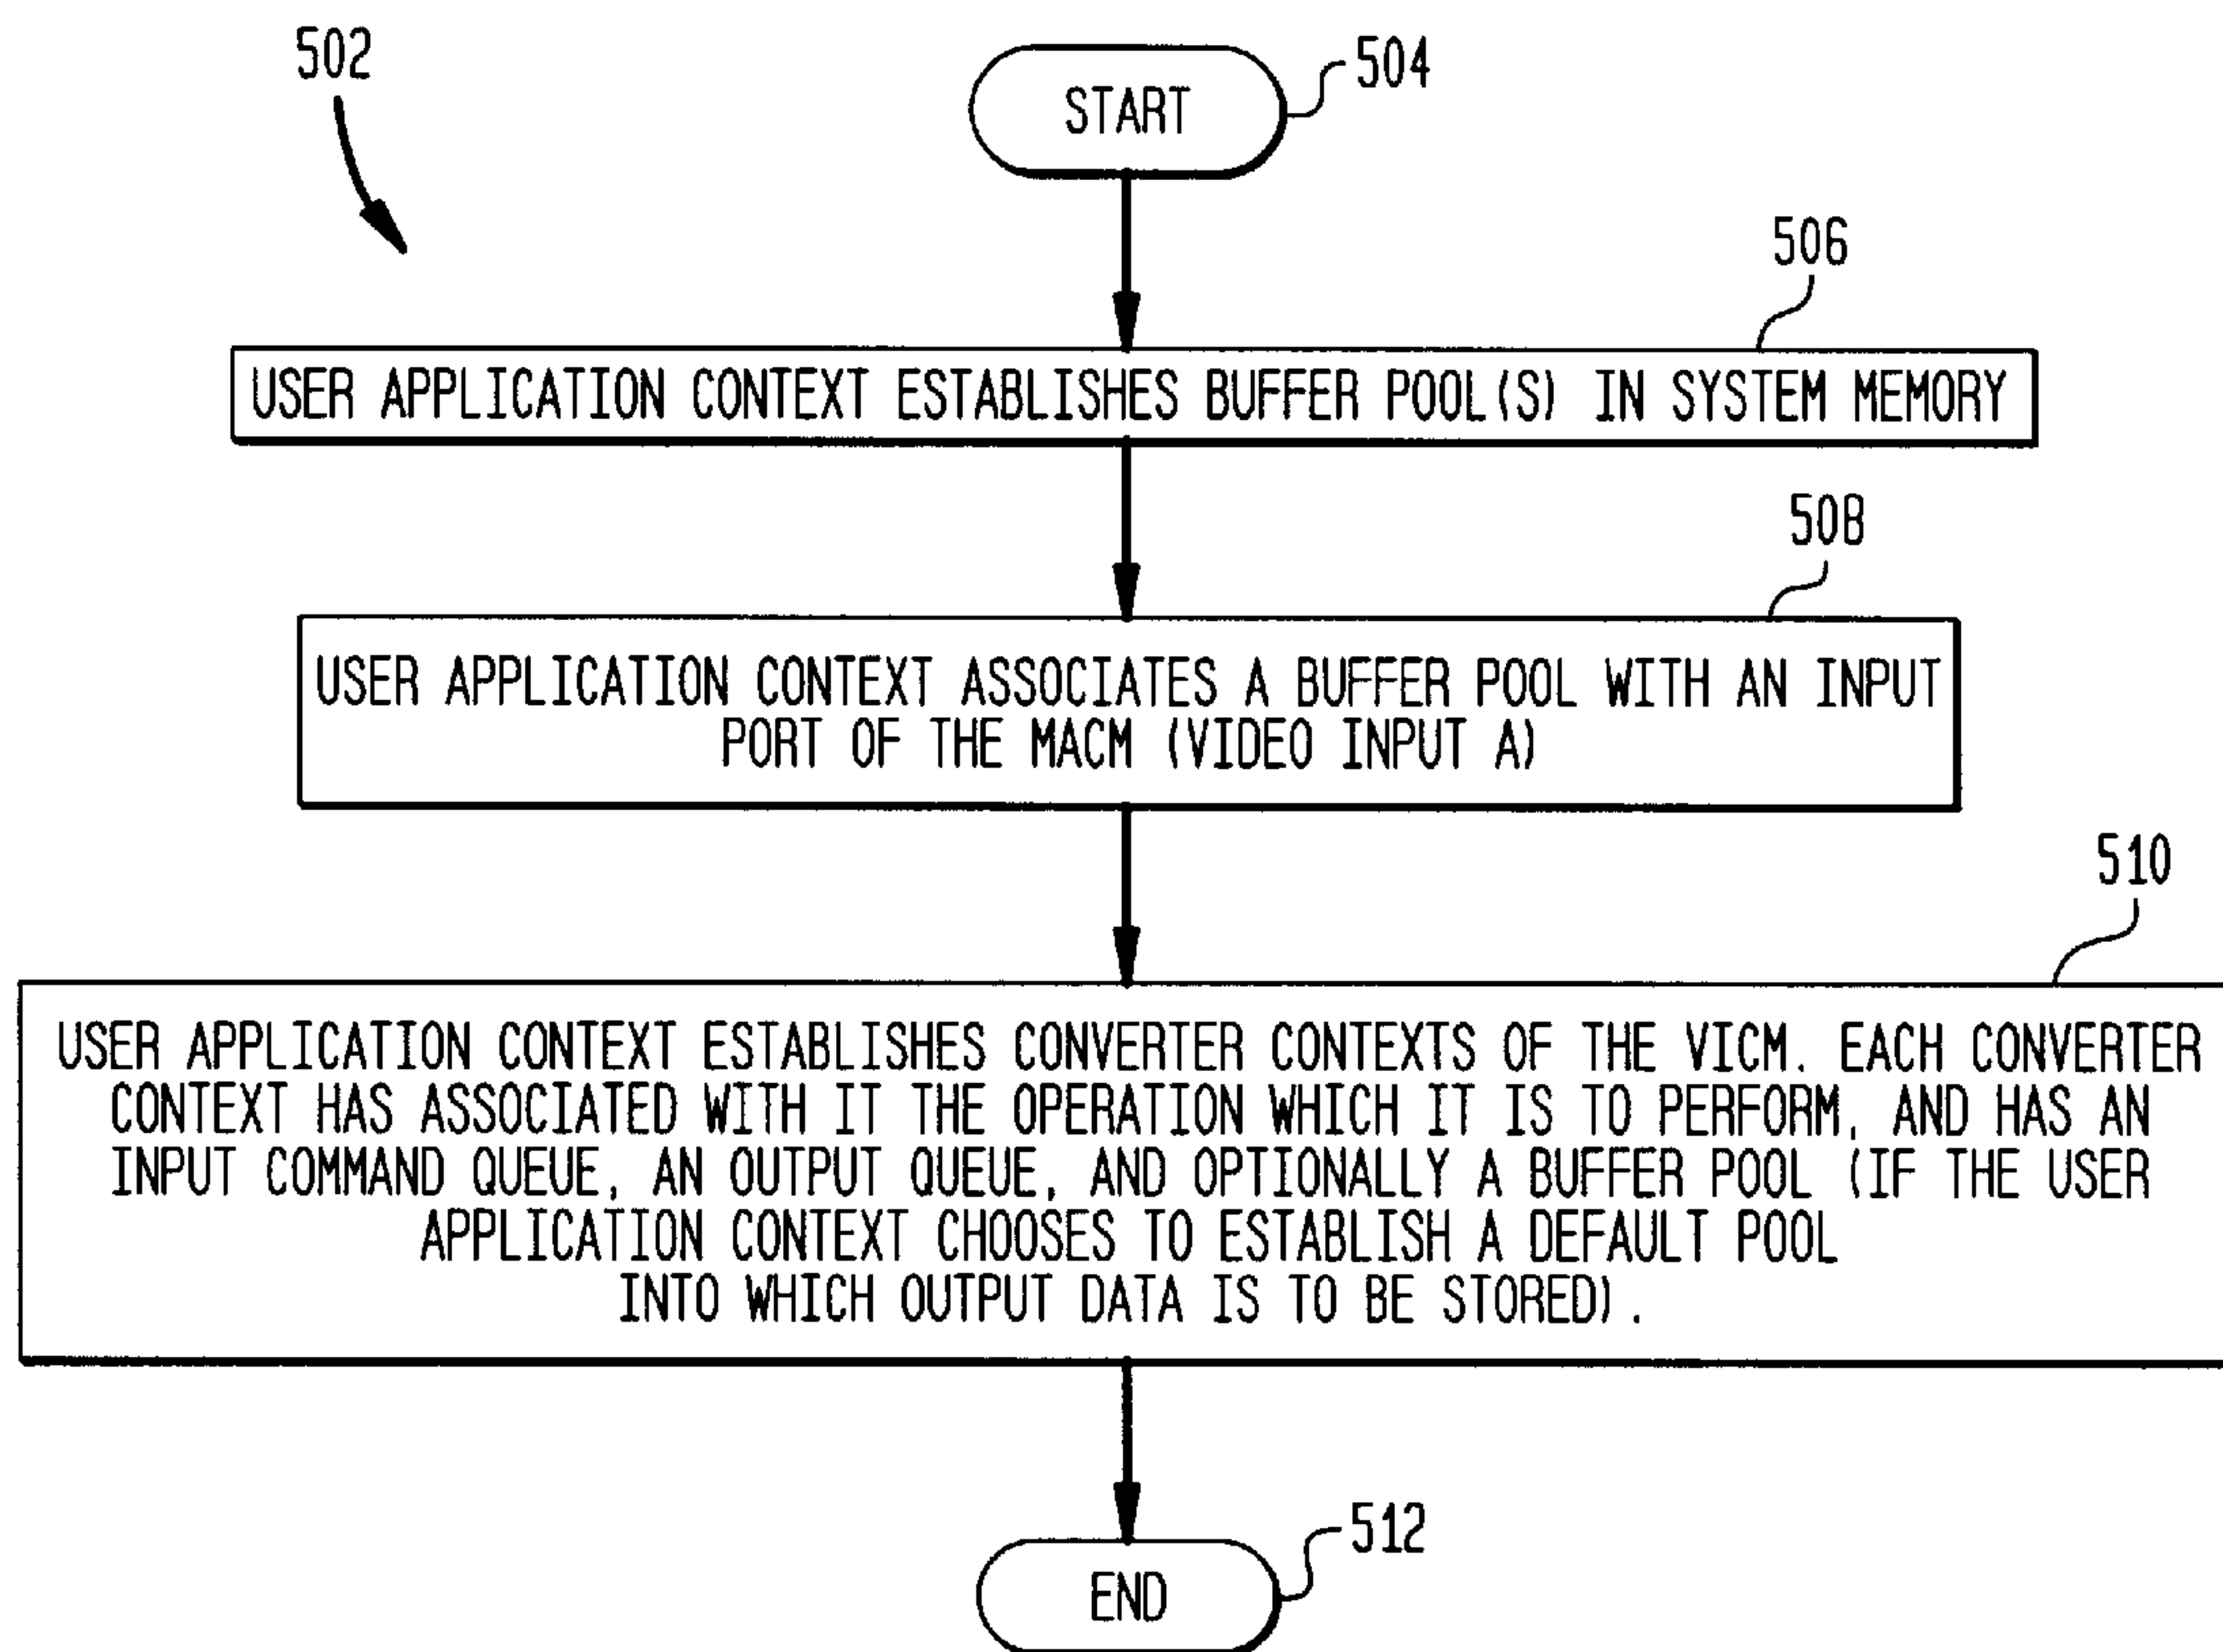 502
START
504
506
USER APPLICATION CONTEXT ESTABLISHES BUFFER POOL(S) IN SYSTEM MEMORY
508
USER APPLICATION CONTEXT ASSOCIATES A BUFFER POOL WITH AN INPUT
PORT OF THE MACM (VIDEO INPUT A)
510
USER APPLICATION CONTEXT ESTABLISHES CONVERTER CONTEXTS OF THE VICM. EACH CONVERTER
CONTEXT HAS ASSOCIATED WITH IT THE OPERATION WHICH IT IS TO PERFORM, AND HAS AN
INPUT COMMAND QUEUE, AN OUTPUT QUEUE, AND OPTIONALLY A BUFFER POOL (IF THE USER
APPLICATION CONTEXT CHOOSES TO ESTABLISH A DEFAULT POOL
INTO WHICH OUTPUT DATA IS TO BE STORED).
512
END